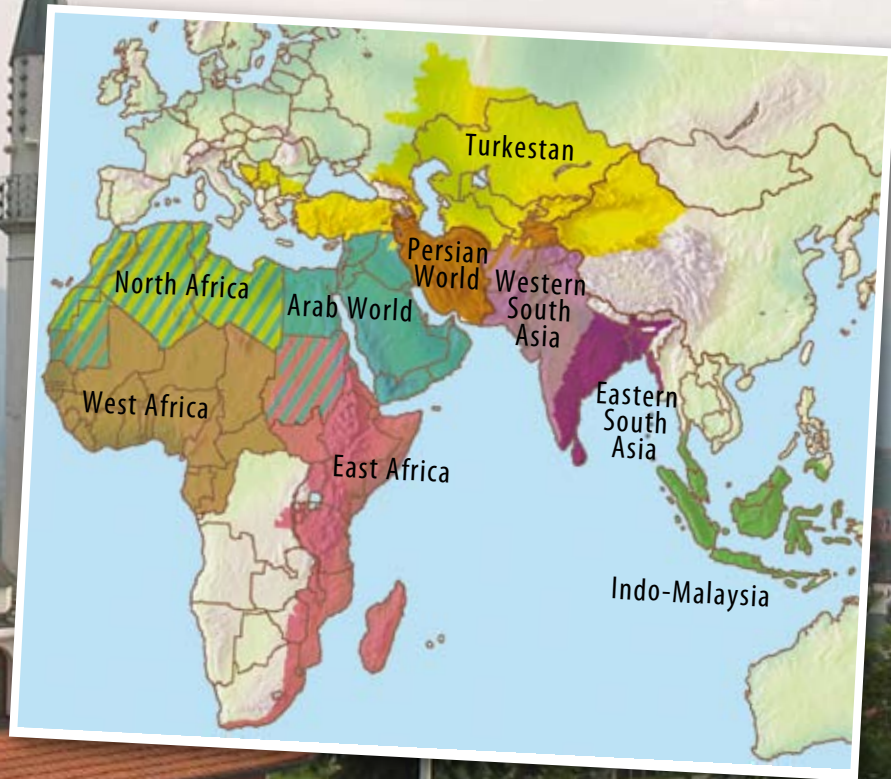 Turkestan
Persian
World
Western
South
Asia
North Africa
Arab World
West Africa
Eastern
South
Asia
East Africa
Indo-Malaysia